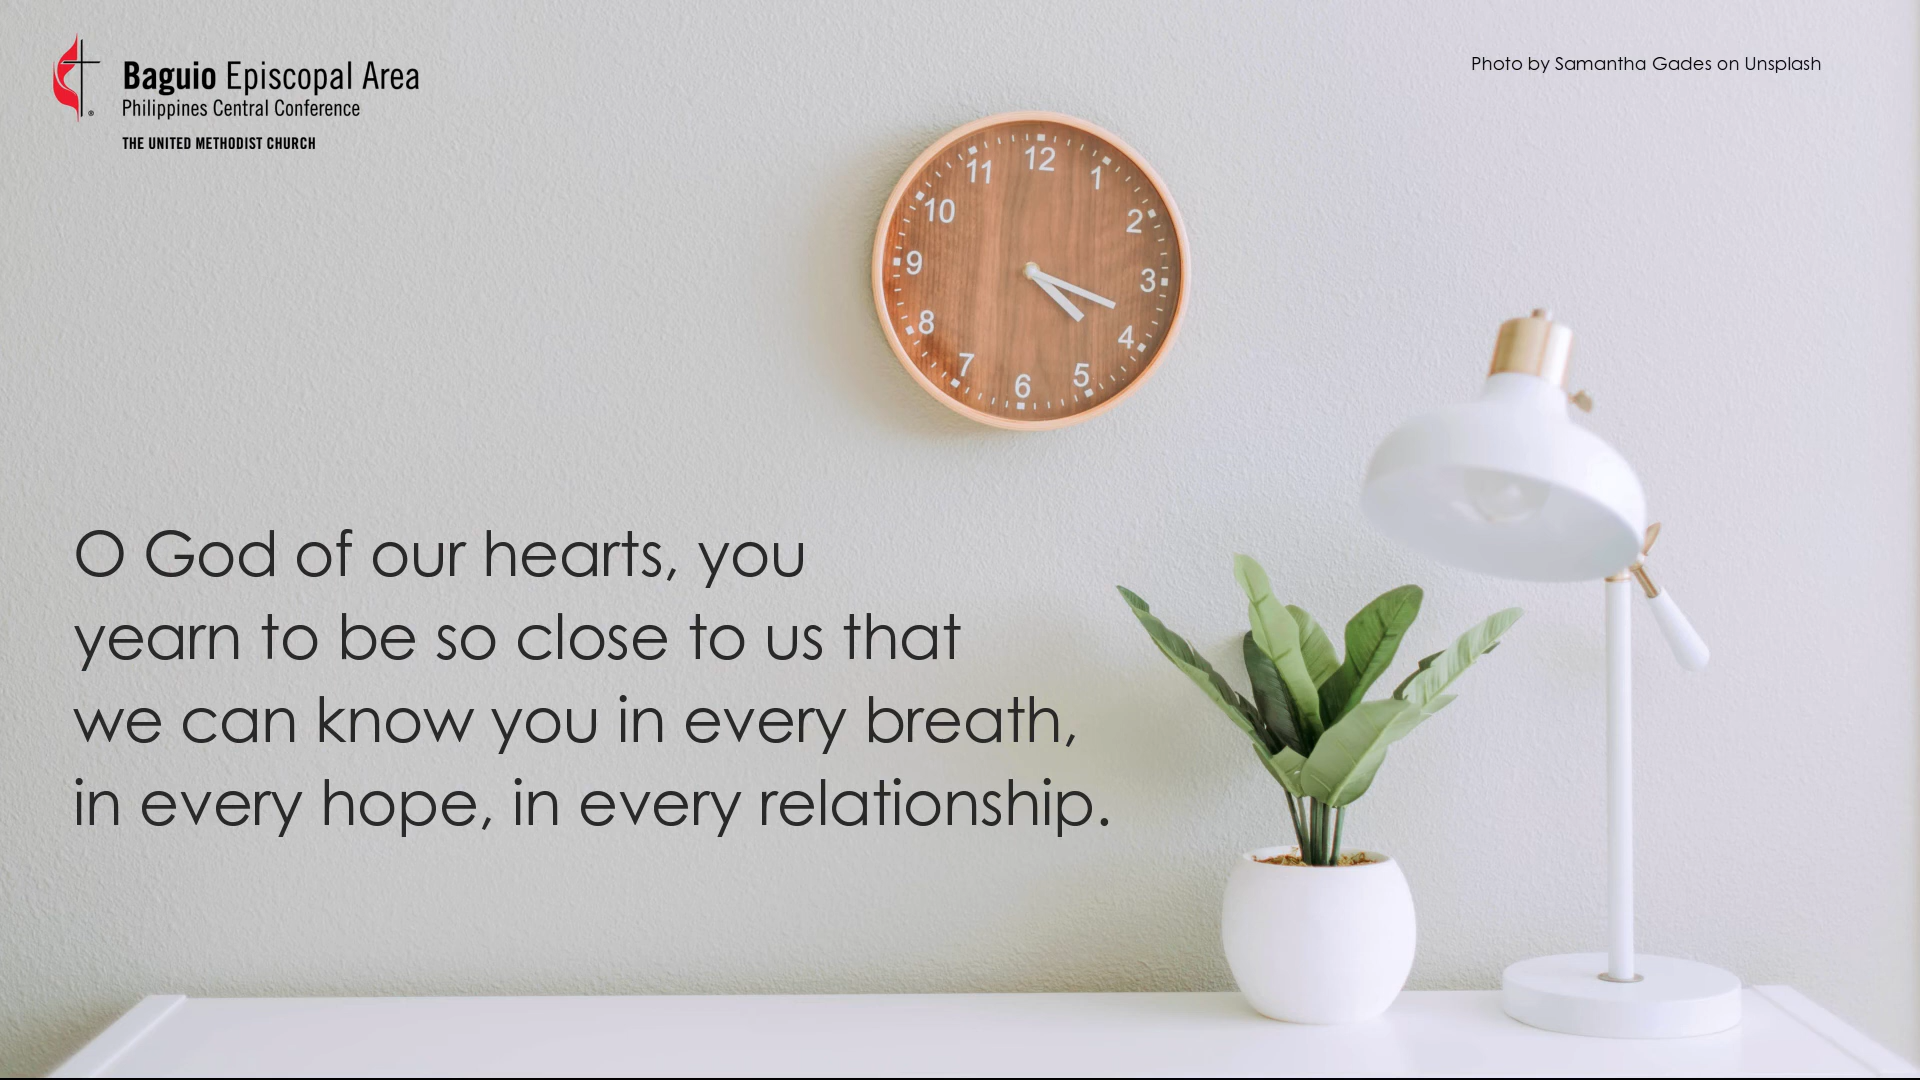 Baguio Episcopal Area
Philippines Central Conference
THE UNITED METHODIST CHURCH
®
Photo by Samantha Gades on Unsplash
12
11
1
10
2
9
3
8
4
7
5
6
O God of our hearts, you
yearn to be so close to us that
we can know you in every breath,
in every hope, in every relationship.